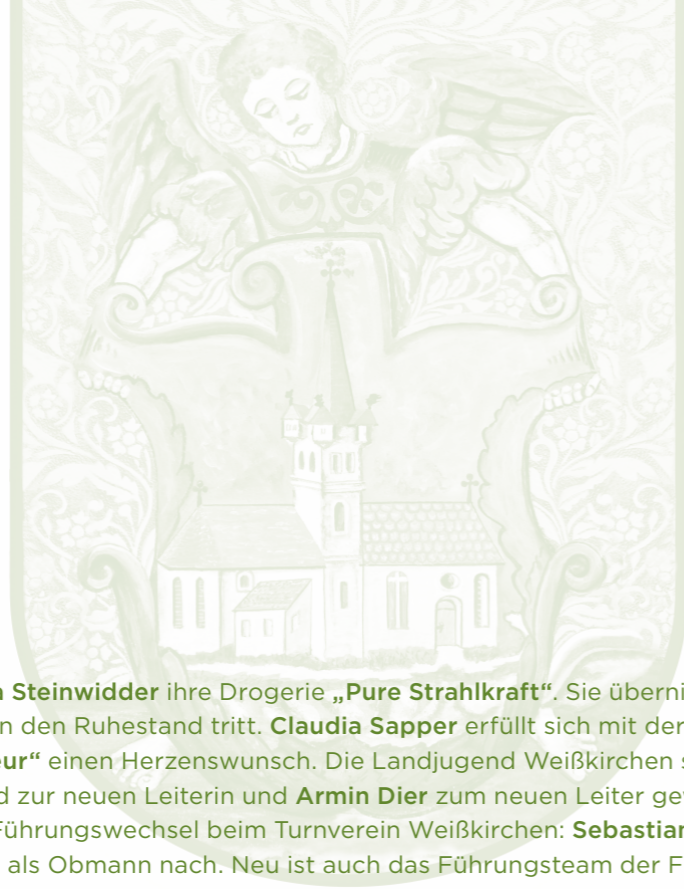 Steinwidder ihre Drogerie „Pure Strahlkraft“. Sie überni
n den Ruhestand tritt. Claudia Sapper erfüllt sich mit der
eur“ einen Herzenswunsch. Die Landjugend Weißkirchen s
d zur neuen Leiterin und Armin Dier zum neuen Leiter ge
Führungswechsel beim Turnverein Weißkirchen: Sebastian
als Obmann nach. Neu ist auch das Führungsteam der F